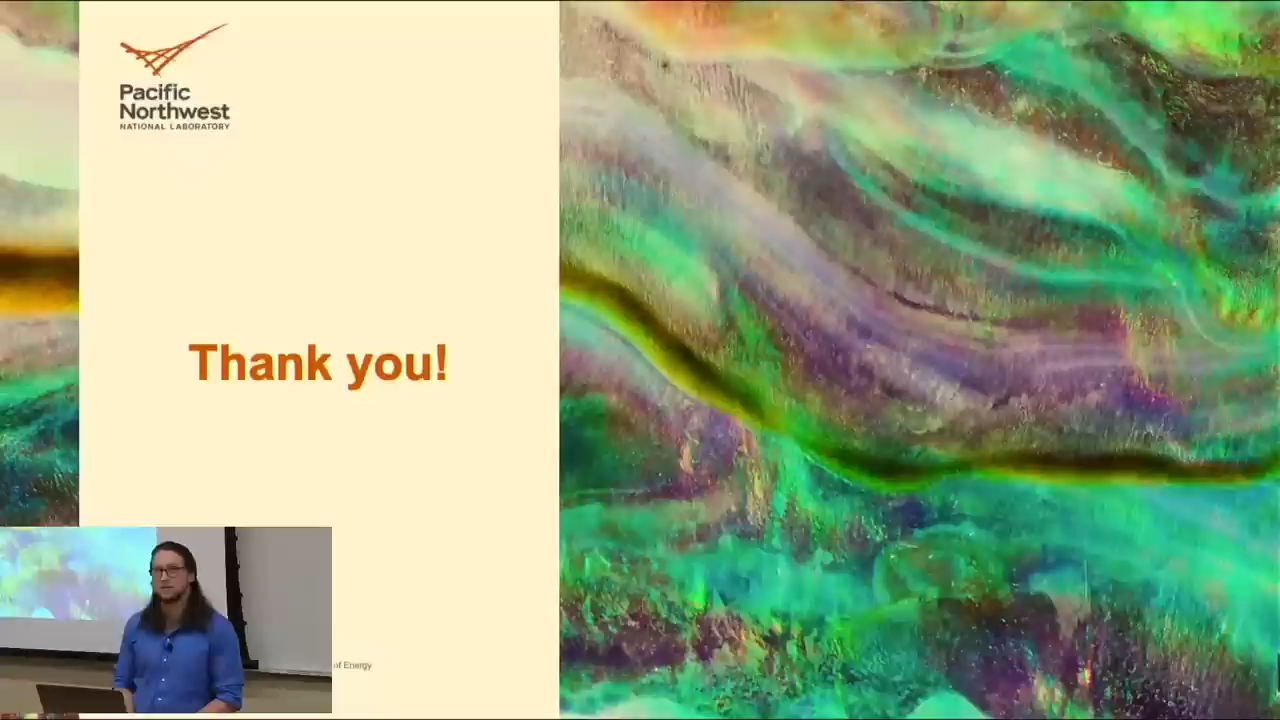 Pacific
Northwest
NATIONAL LABORATORY
Thank you!
of Energy